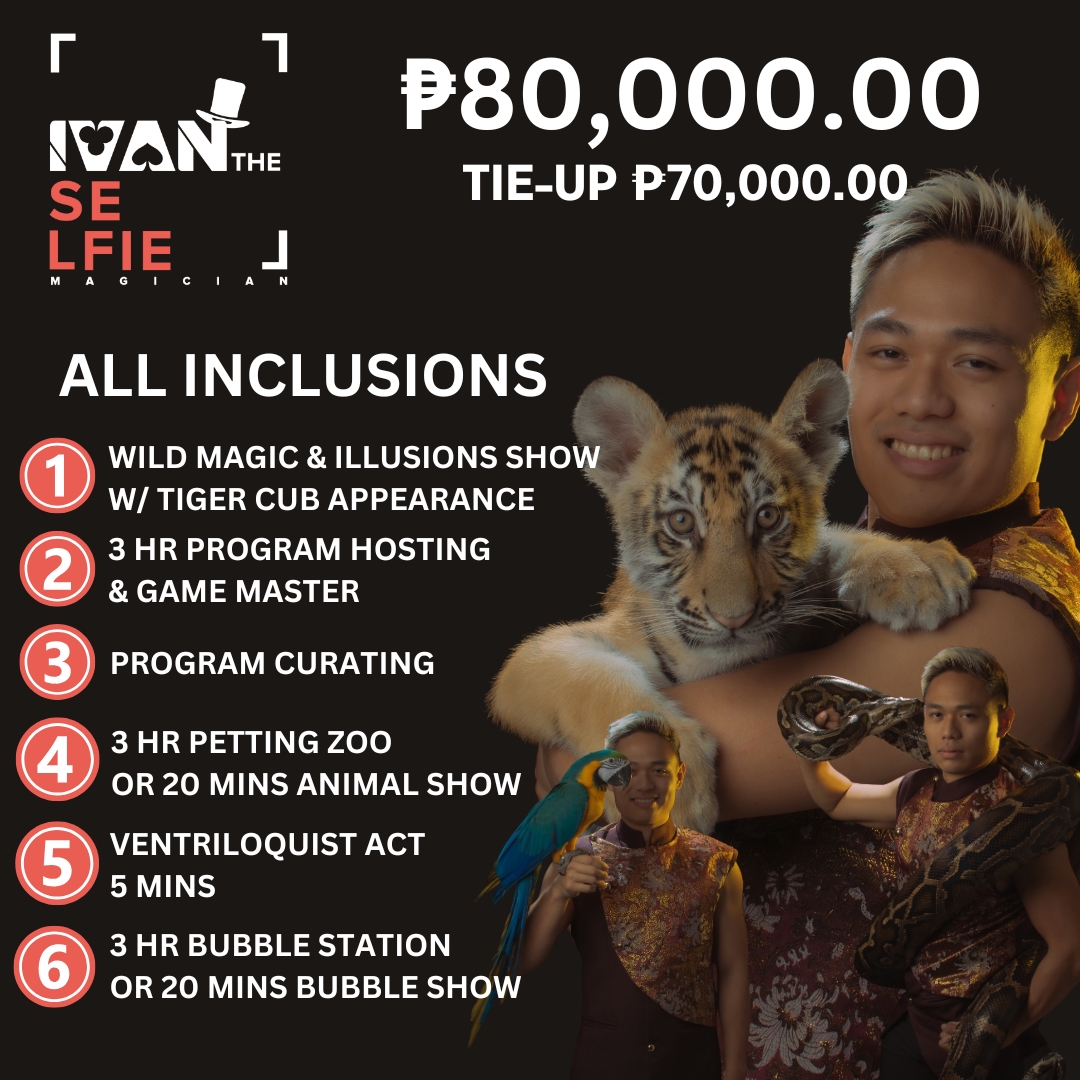 IVAN THE
SE
LFIE
MAGICIAN
₱80,000.00
TIE-UP ₱70,000.00
ALL INCLUSIONS
1 WILD MAGIC & ILLUSIONS SHOW
W/ TIGER CUB APPEARANCE
2 3 HR PROGRAM HOSTING
& GAME MASTER
3 PROGRAM CURATING
4 3 HR PETTING ZOO
OR 20 MINS ANIMAL SHOW
5 VENTRILOQUIST ACT
5 MINS
6 3 HR BUBBLE STATION
OR 20 MINS BUBBLE SHOW